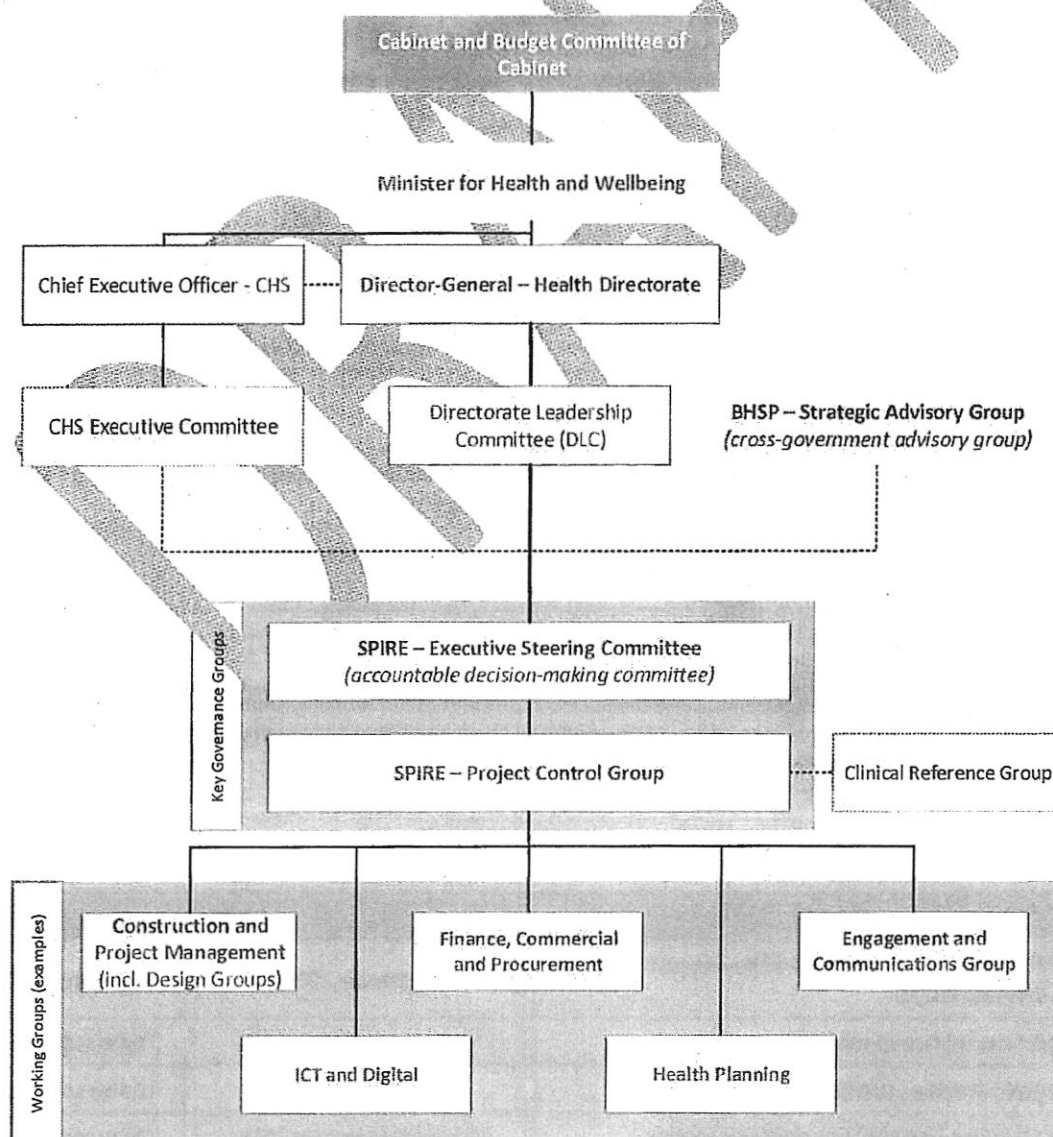 Cabinet and Budget Committee of
Cabinet
Minister for Health and Wellbeing
Chief Executive Officer - CHS
Director-General – Health Directorate
CHS Executive Committee
Directorate Leadership
Committee (DLC)
BHSP – Strategic Advisory Group
(cross-government advisory group)
Key Governance Groups
SPIRE – Executive Steering Committee
(accountable decision-making committee)
SPIRE – Project Control Group
Clinical Reference Group
Working Groups (examples)
Construction and
Project Management
(incl. Design Groups)
Finance, Commercial
and Procurement
Engagement and
Communications Group
ICT and Digital
Health Planning